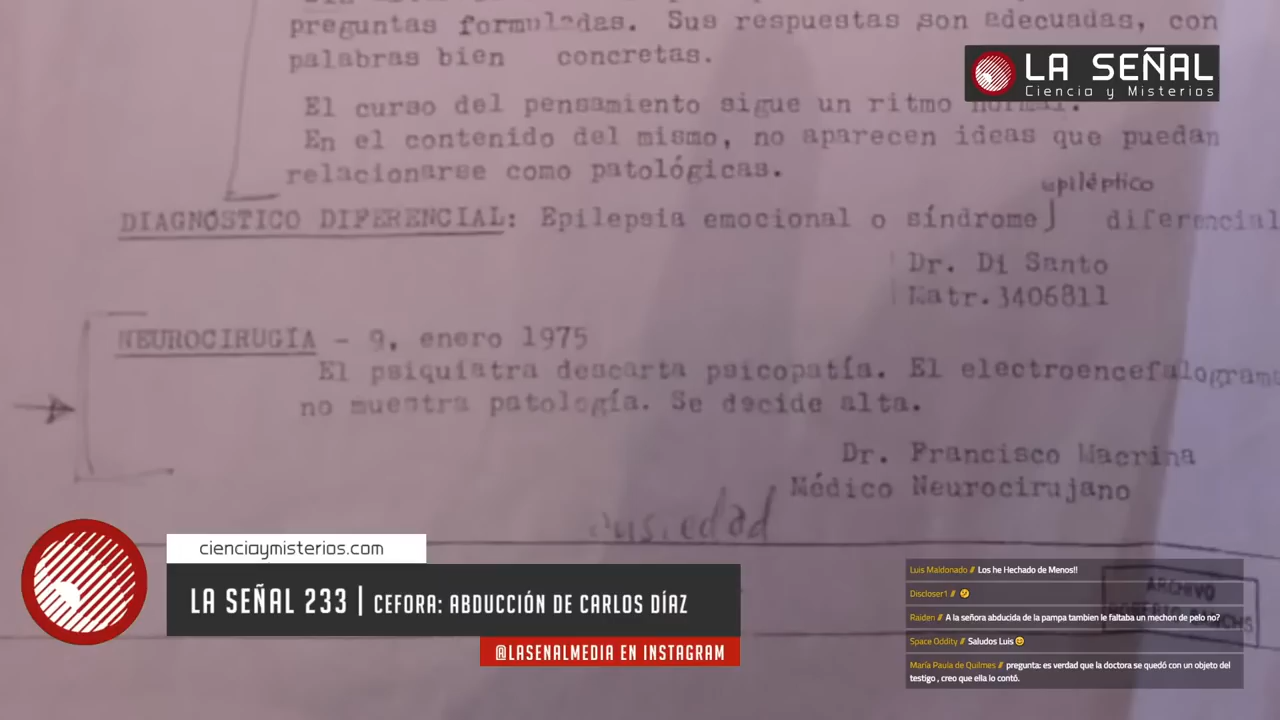 preguntas formuladas. Sus respuestas son adecuadas, con
palabras bien concretas.
El curso del pensamiento sigue un ritmo normal.
En el contenido del mismo, no aparecen ideas que puedan
relacionarse como patológicas.
epiléptico
DIAGNÓSTICO DIFERENCIAL: Epilepsia emocional o síndrome diferencial
Dr. Di Santo
Matr.3406811
NEUROCIRUGÍA - 9, enero 1975
El psiquiatra descarta psicopatía. El electroencefalograma
no muestra patología. Se decide alta.
Dr. Francisco Macrina
Médico Neurocirujano
ansiedad
ARCHIVO
LA SEÑAL
Ciencia y Misterios
cienciaymisterios.com
LA SEÑAL 233 | CEFORA: ABDUCCIÓN DE CARLOS DÍAZ
@LASENALMEDIA EN INSTAGRAM
Luis Maldonado // Los he Hechado de Menos!!
Discloser1 // 😕
Raiden // A la señora abducida de la pampa tambien le faltaba un mechon de pelo no?
Space Oddity // Saludos Luis 😀
María Paula de Quilmes // pregunta: es verdad que la doctora se quedó con un objeto del
testigo , creo que ella lo contó.